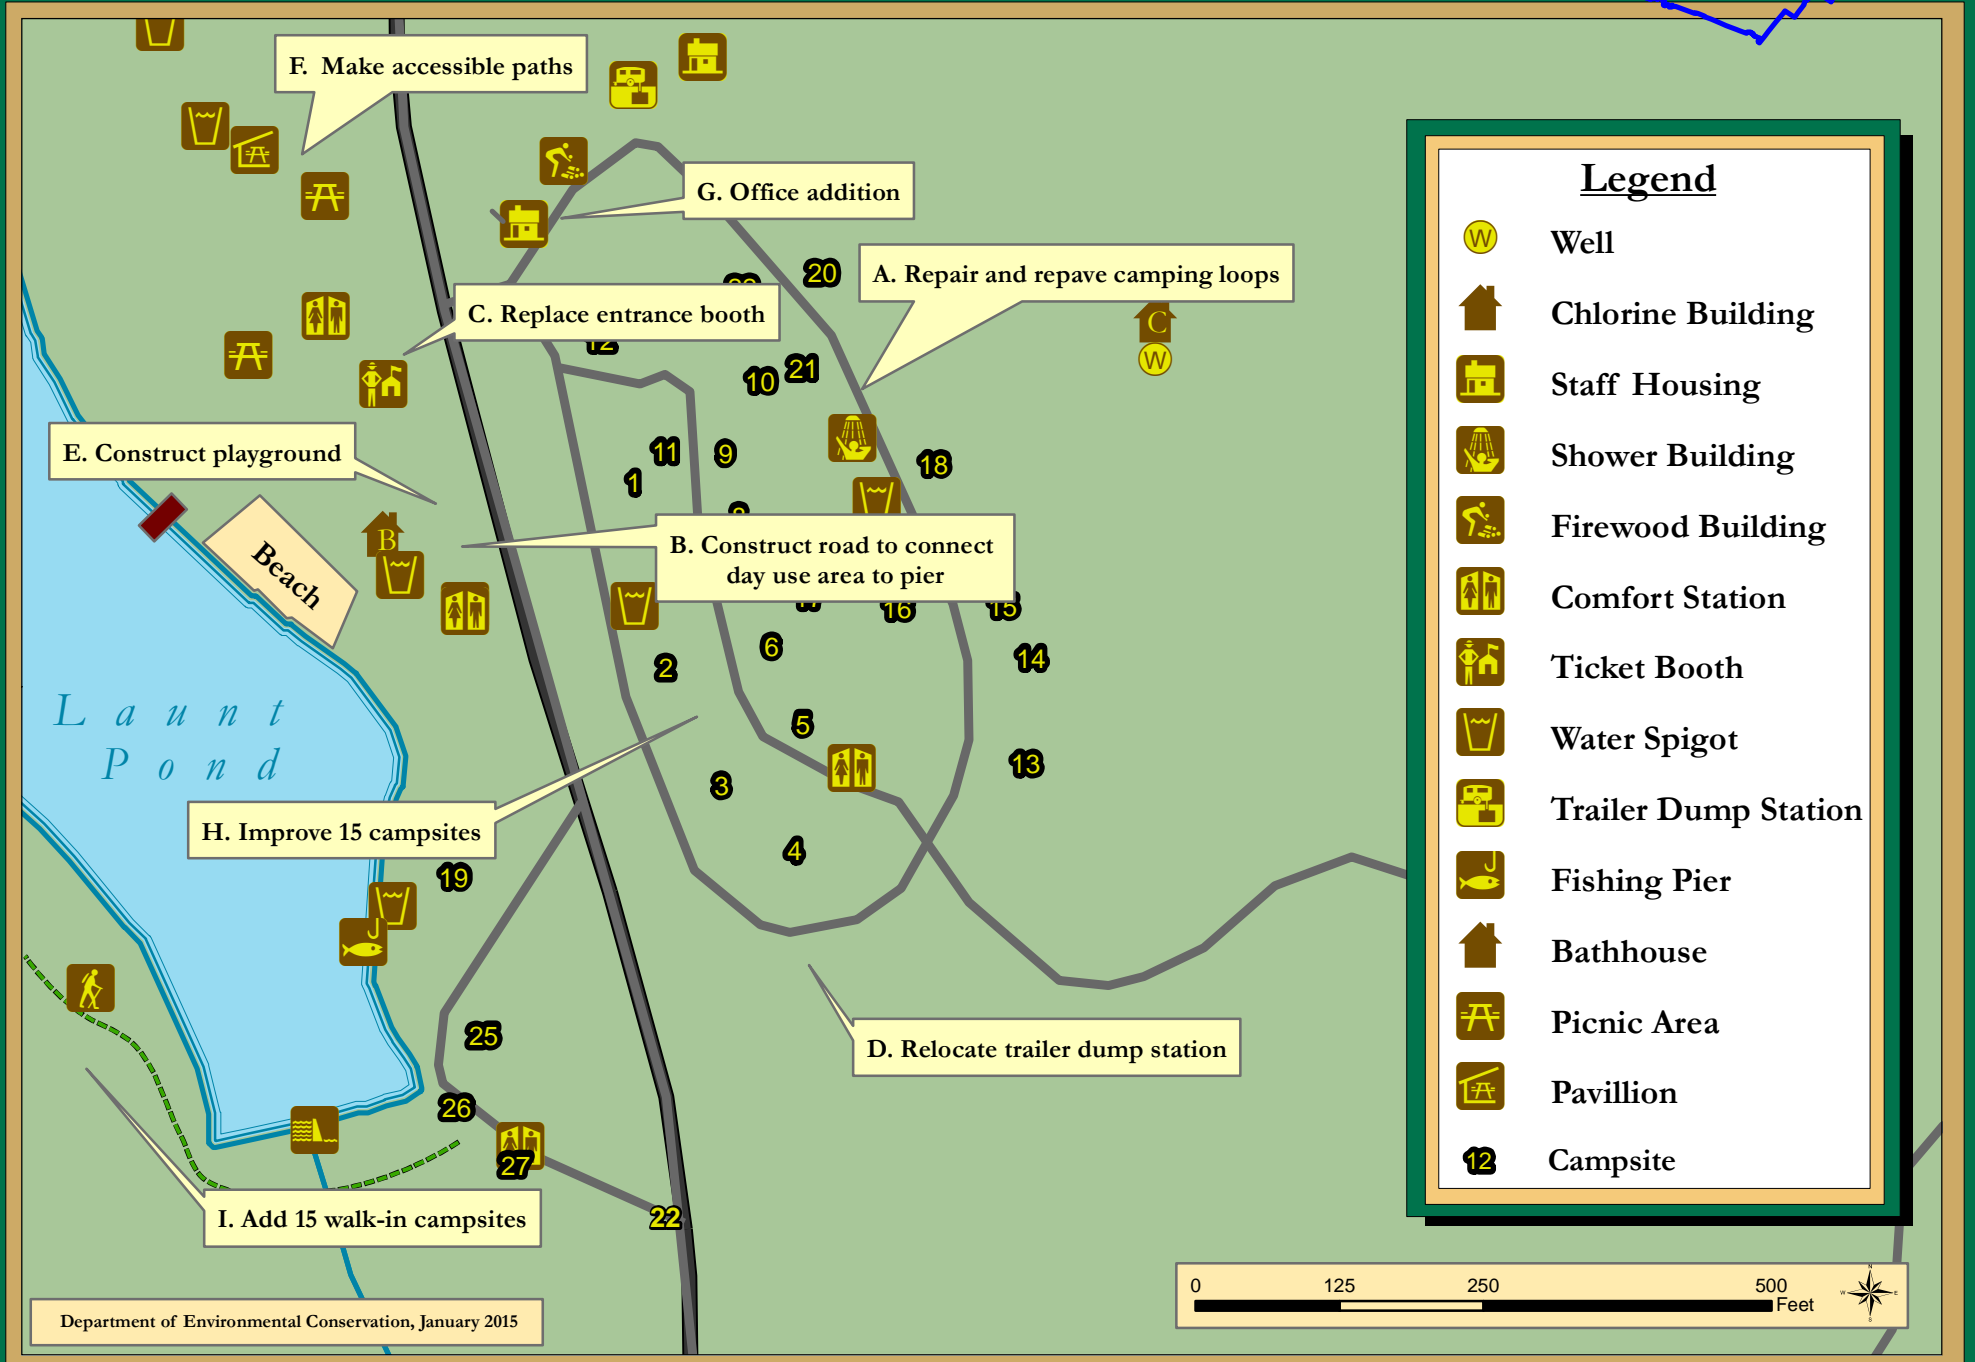 F. Make accessible paths
G. Office addition
20
A. Repair and repave camping loops
C. Replace entrance booth
12
C
W
10
21
E. Construct playground
11
9
18
1
B
B. Construct road to connect
day use area to pier
Beach
16
15
6
14
2
Launt
Pond
5
13
3
H. Improve 15 campsites
4
19
25
D. Relocate trailer dump station
26
27
I. Add 15 walk-in campsites
22
Department of Environmental Conservation, January 2015
Legend
W Well
Chlorine Building
Staff Housing
Shower Building
Firewood Building
Comfort Station
Ticket Booth
Water Spigot
Trailer Dump Station
Fishing Pier
Bathhouse
Picnic Area
Pavillion
12 Campsite
0 125 250 500
Feet
N
W E
S